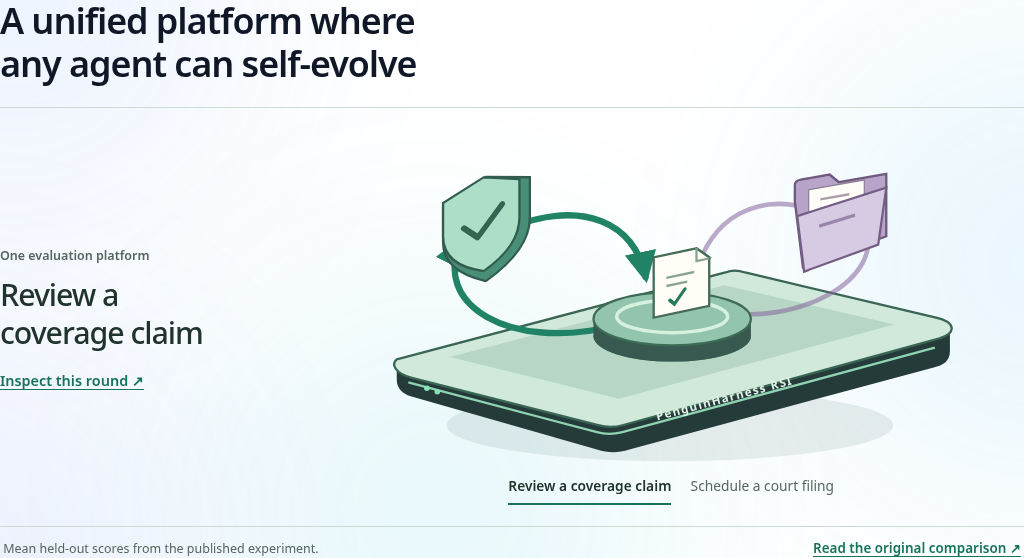 A unified platform where
any agent can self-evolve
One evaluation platform
Review a
coverage claim
Inspect this round ↗
PenguinHarness RSI
Review a coverage claim
Schedule a court filing
Mean held-out scores from the published experiment.
Read the original comparison ↗